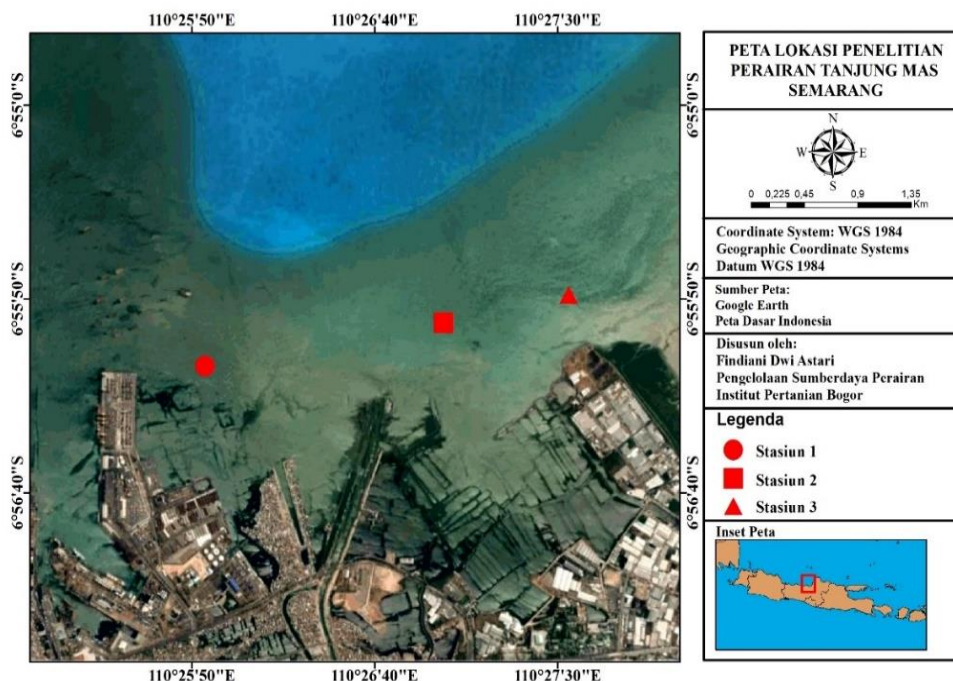 110°25'50"E 110°26'40"E 110°27'30"E
6°55'0"S 6°55'0"S
6°55'50"S 6°55'50"S
6°56'40"S 6°56'40"S
110°25'50"E 110°26'40"E 110°27'30"E
PETA LOKASI PENELITIAN
PERAIRAN TANJUNG MAS
SEMARANG
N
W E
S
0 0,225 0,45 0,9 1,35
Km
Coordinate System: WGS 1984
Geographic Coordinate Systems
Datum WGS 1984
Sumber Peta:
Google Earth
Peta Dasar Indonesia
Disusun oleh:
Findiani Dwi Astari
Pengelolaan Sumberdaya Perairan
Institut Pertanian Bogor
Legenda
Stasiun 1
Stasiun 2
Stasiun 3
Inset Peta